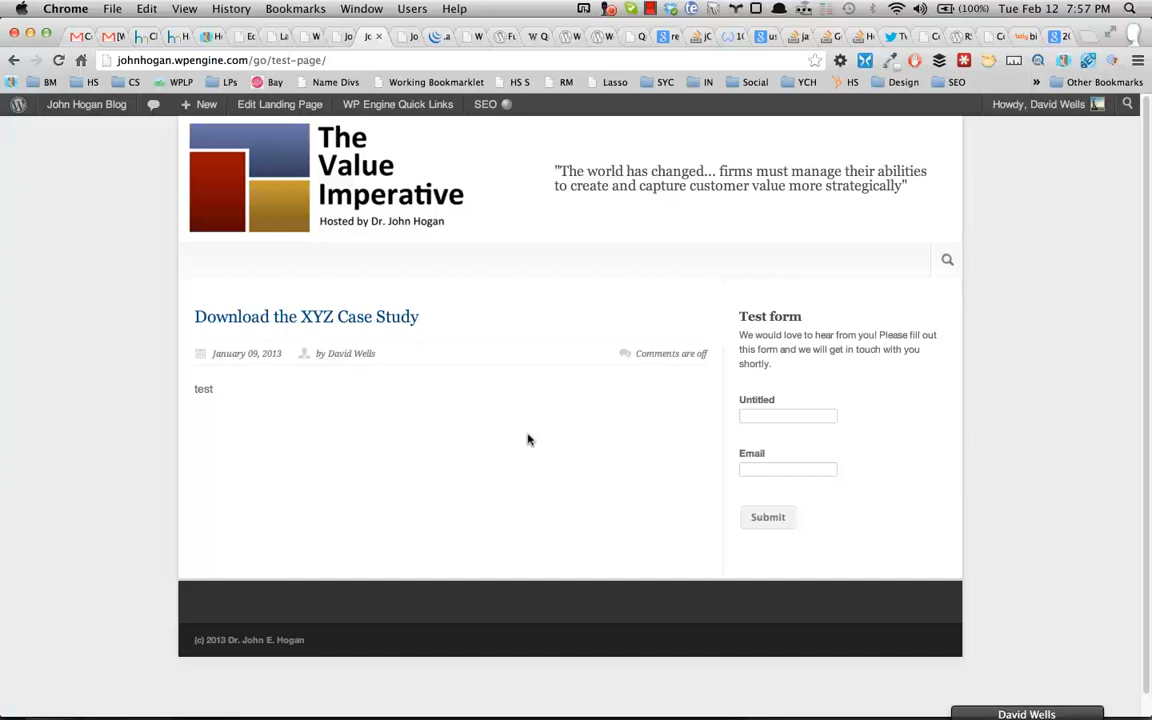 Chrome File Edit View History Bookmarks Window Users Help (100%) Tue Feb 12 7:57 PM
johnhogan.wpengine.com/go/test-page/
BM HS CS WPLP LPs Bay Name Divs Working Bookmarklet HS S RM Lasso SYC IN Social YCH HS Design SEO » Other Bookmarks
John Hogan Blog New Edit Landing Page WP Engine Quick Links SEO Howdy, David Wells
The
Value
Imperative
Hosted by Dr. John Hogan
"The world has changed... firms must manage their abilities
to create and capture customer value more strategically"
Download the XYZ Case Study
January 09, 2013 by David Wells Comments are off
test
Test form
We would love to hear from you! Please fill out
this form and we will get in touch with you
shortly.
Untitled
Email
Submit
(c) 2013 Dr. John E. Hogan
David Wells